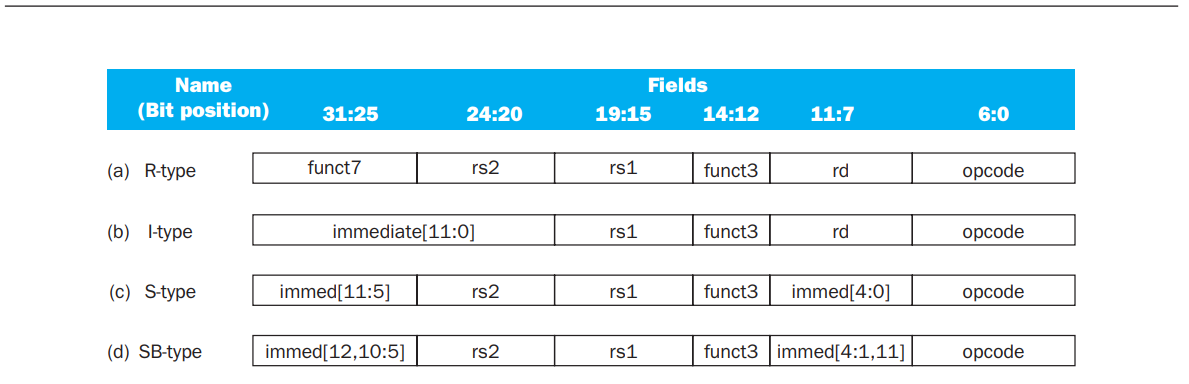 Name Fields
(Bit position) 31:25 24:20 19:15 14:12 11:7 6:0
(a) R-type funct7 rs2 rs1 funct3 rd opcode
(b) I-type immediate[11:0] rs1 funct3 rd opcode
(c) S-type immed[11:5] rs2 rs1 funct3 immed[4:0] opcode
(d) SB-type immed[12,10:5] rs2 rs1 funct3 immed[4:1,11] opcode